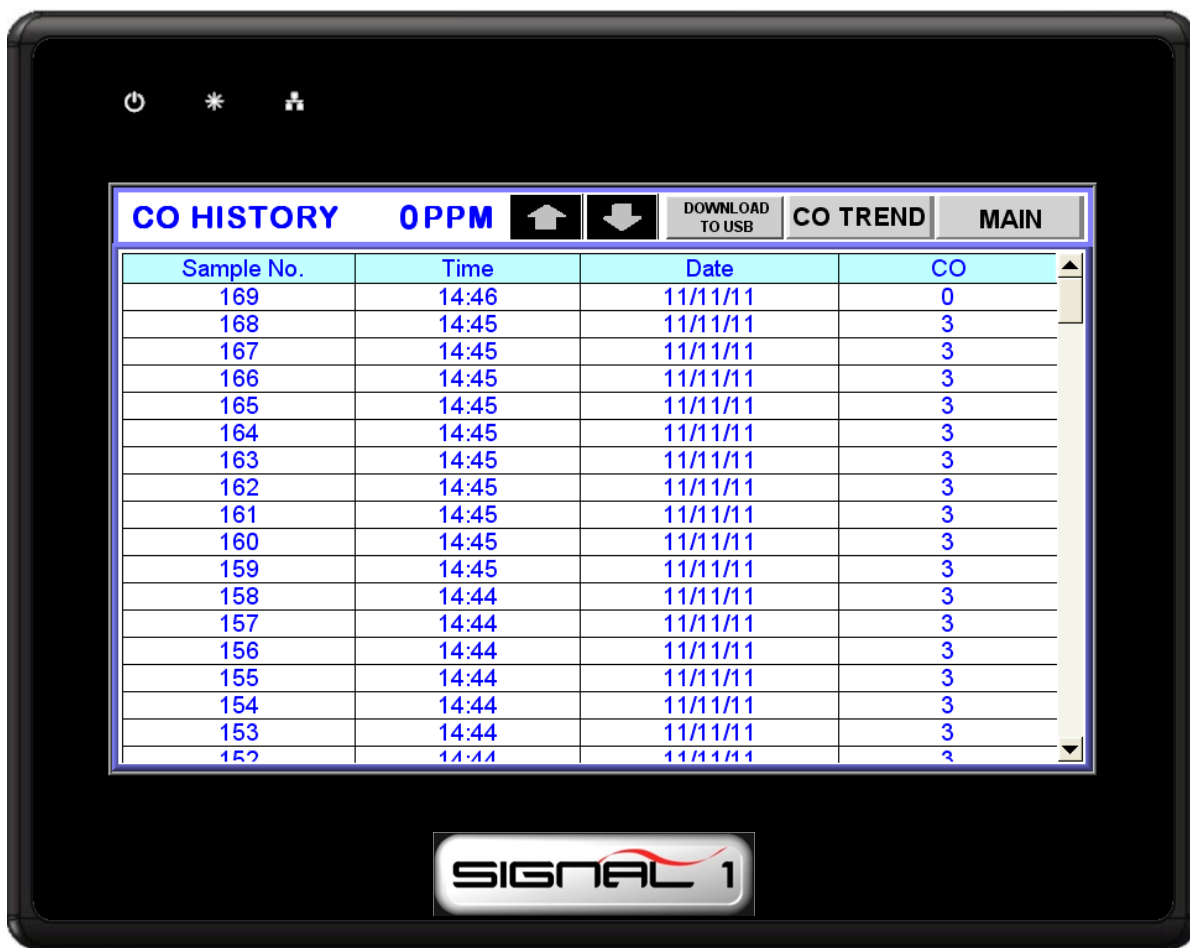 CO HISTORY 0PPM DOWNLOAD TO USB CO TREND MAIN
Sample No. Time Date CO
169 14:46 11/11/11 0
168 14:45 11/11/11 3
167 14:45 11/11/11 3
166 14:45 11/11/11 3
165 14:45 11/11/11 3
164 14:45 11/11/11 3
163 14:45 11/11/11 3
162 14:45 11/11/11 3
161 14:45 11/11/11 3
160 14:45 11/11/11 3
159 14:45 11/11/11 3
158 14:44 11/11/11 3
157 14:44 11/11/11 3
156 14:44 11/11/11 3
155 14:44 11/11/11 3
154 14:44 11/11/11 3
153 14:44 11/11/11 3
152 14:44 11/11/11 3
SIGNAL 1